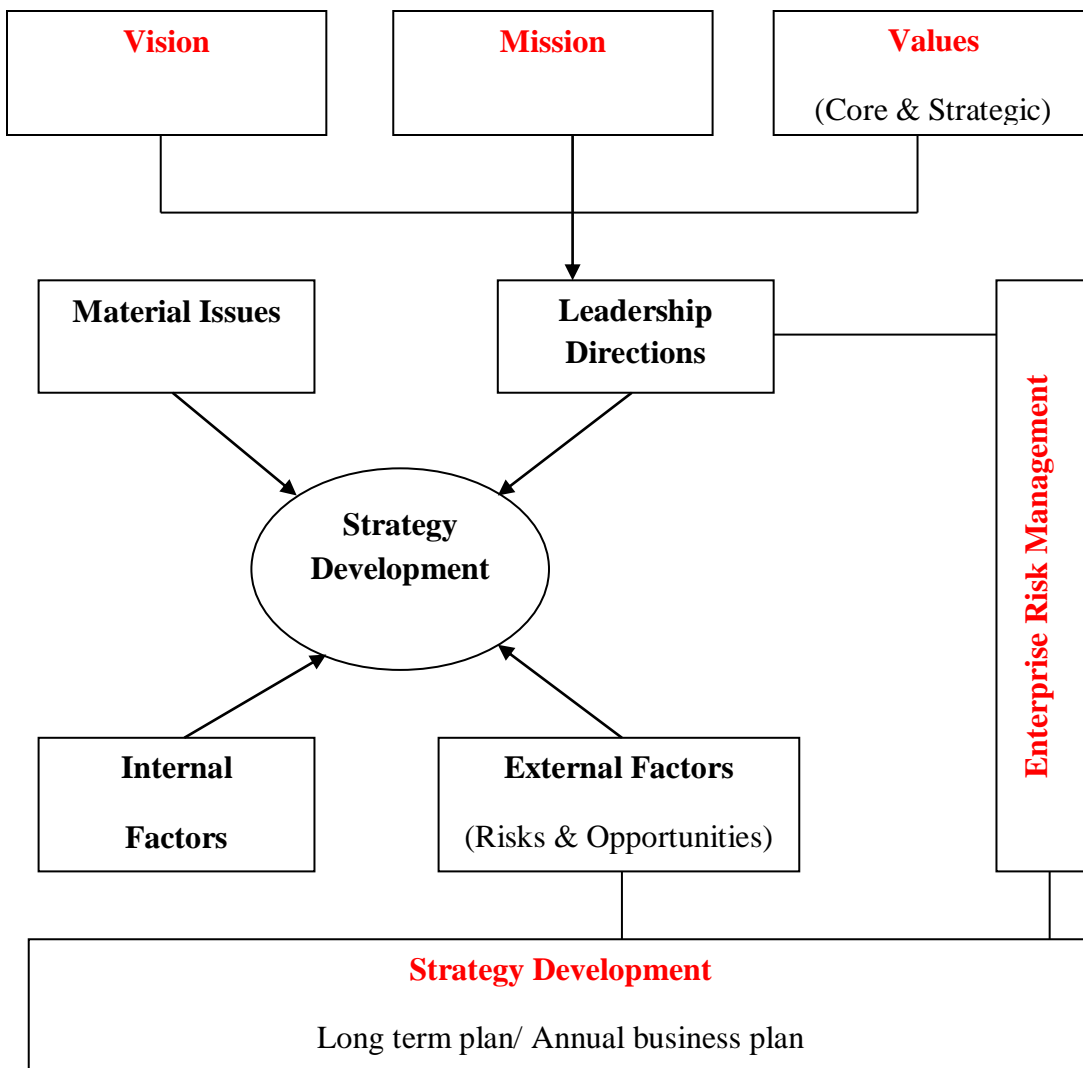 Vision
Mission
Values
(Core & Strategic)
Material Issues
Leadership
Directions
Enterprise Risk Management
Strategy
Development
Internal
Factors
External Factors
(Risks & Opportunities)
Strategy Development
Long term plan/ Annual business plan